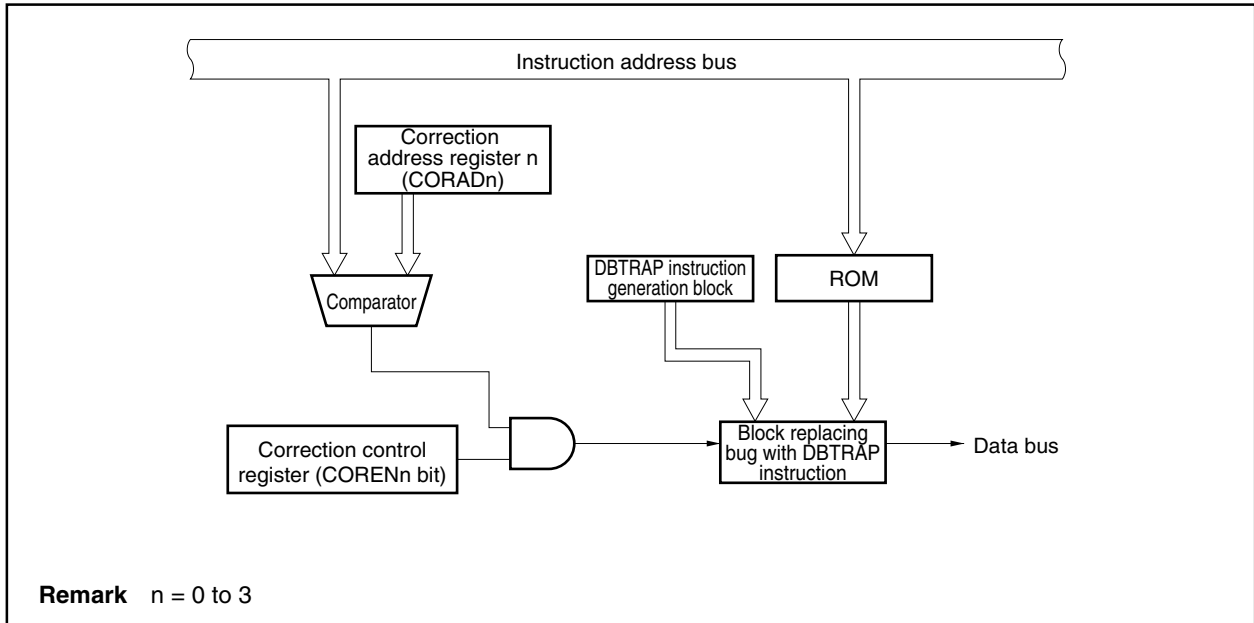 Instruction address bus
Correction
address register n
(CORADn)
DBTRAP instruction
generation block
ROM
Comparator
Correction control
register (CORENn bit)
Block replacing
bug with DBTRAP
instruction
Data bus
Remark n = 0 to 3